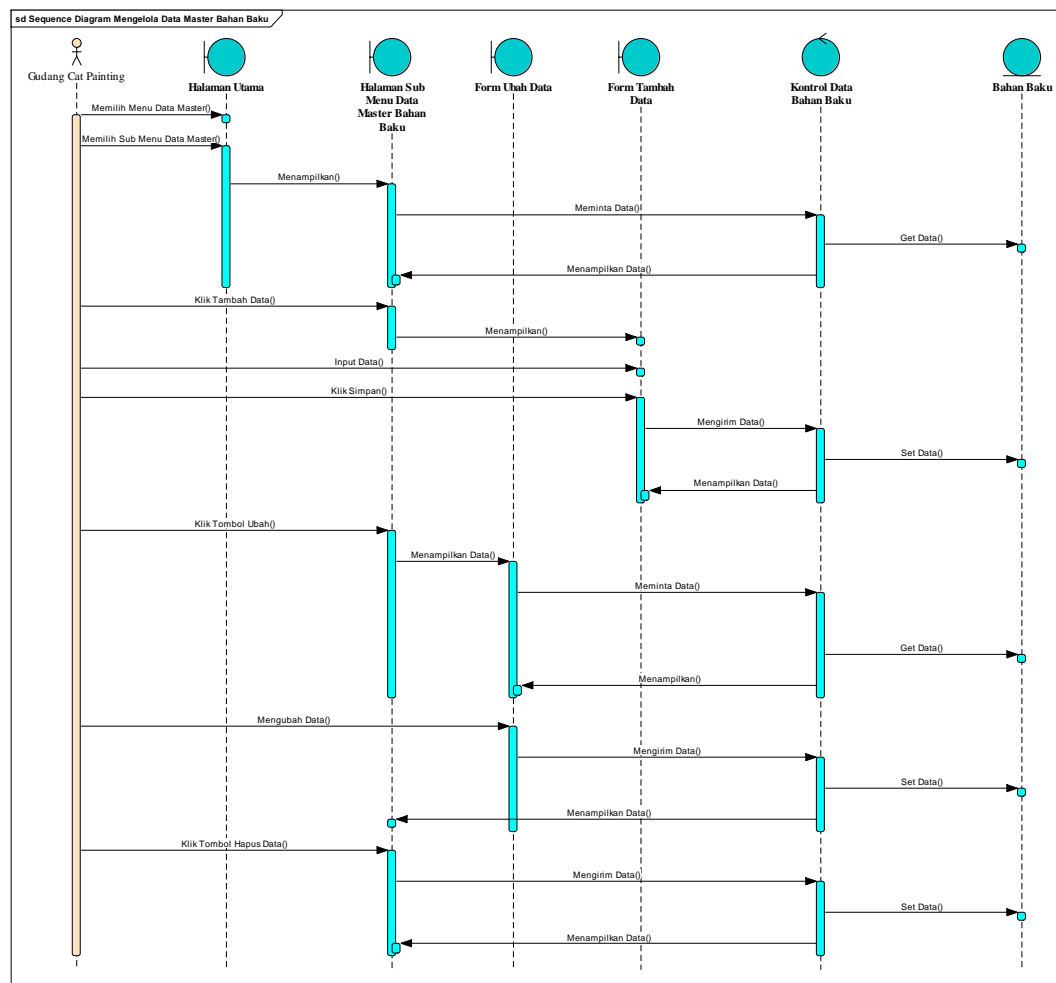 sd Sequence Diagram Mengelola Data Master Bahan Baku
Gudang Cat Painting
Halaman Utama
Halaman Sub
Menu Data
Master Bahan
Baku
Form Ubah Data
Form Tambah
Data
Kontrol Data
Bahan Baku
Bahan Baku
Memilih Menu Data Master()
Memilih Sub Menu Data Master()
Menampilkan()
Meminta Data()
Get Data()
Menampilkan Data()
Klik Tambah Data()
Menampilkan()
Input Data()
Klik Simpan()
Mengirim Data()
Set Data()
Menampilkan Data()
Klik Tombol Ubah()
Menampilkan Data()
Meminta Data()
Get Data()
Menampilkan()
Mengubah Data()
Mengirim Data()
Set Data()
Menampilkan Data()
Klik Tombol Hapus Data()
Mengirim Data()
Set Data()
Menampilkan Data()